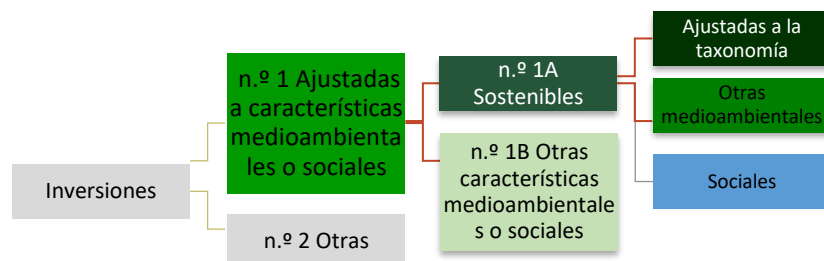 Inversiones
n.º 1 Ajustadas
a características
medioambienta
les o sociales
n.º 2 Otras
n.º 1A
Sostenibles
n.º 1B Otras
características
medioambientale
s o sociales
Ajustadas a la
taxonomía
Otras
medioambientales
Sociales